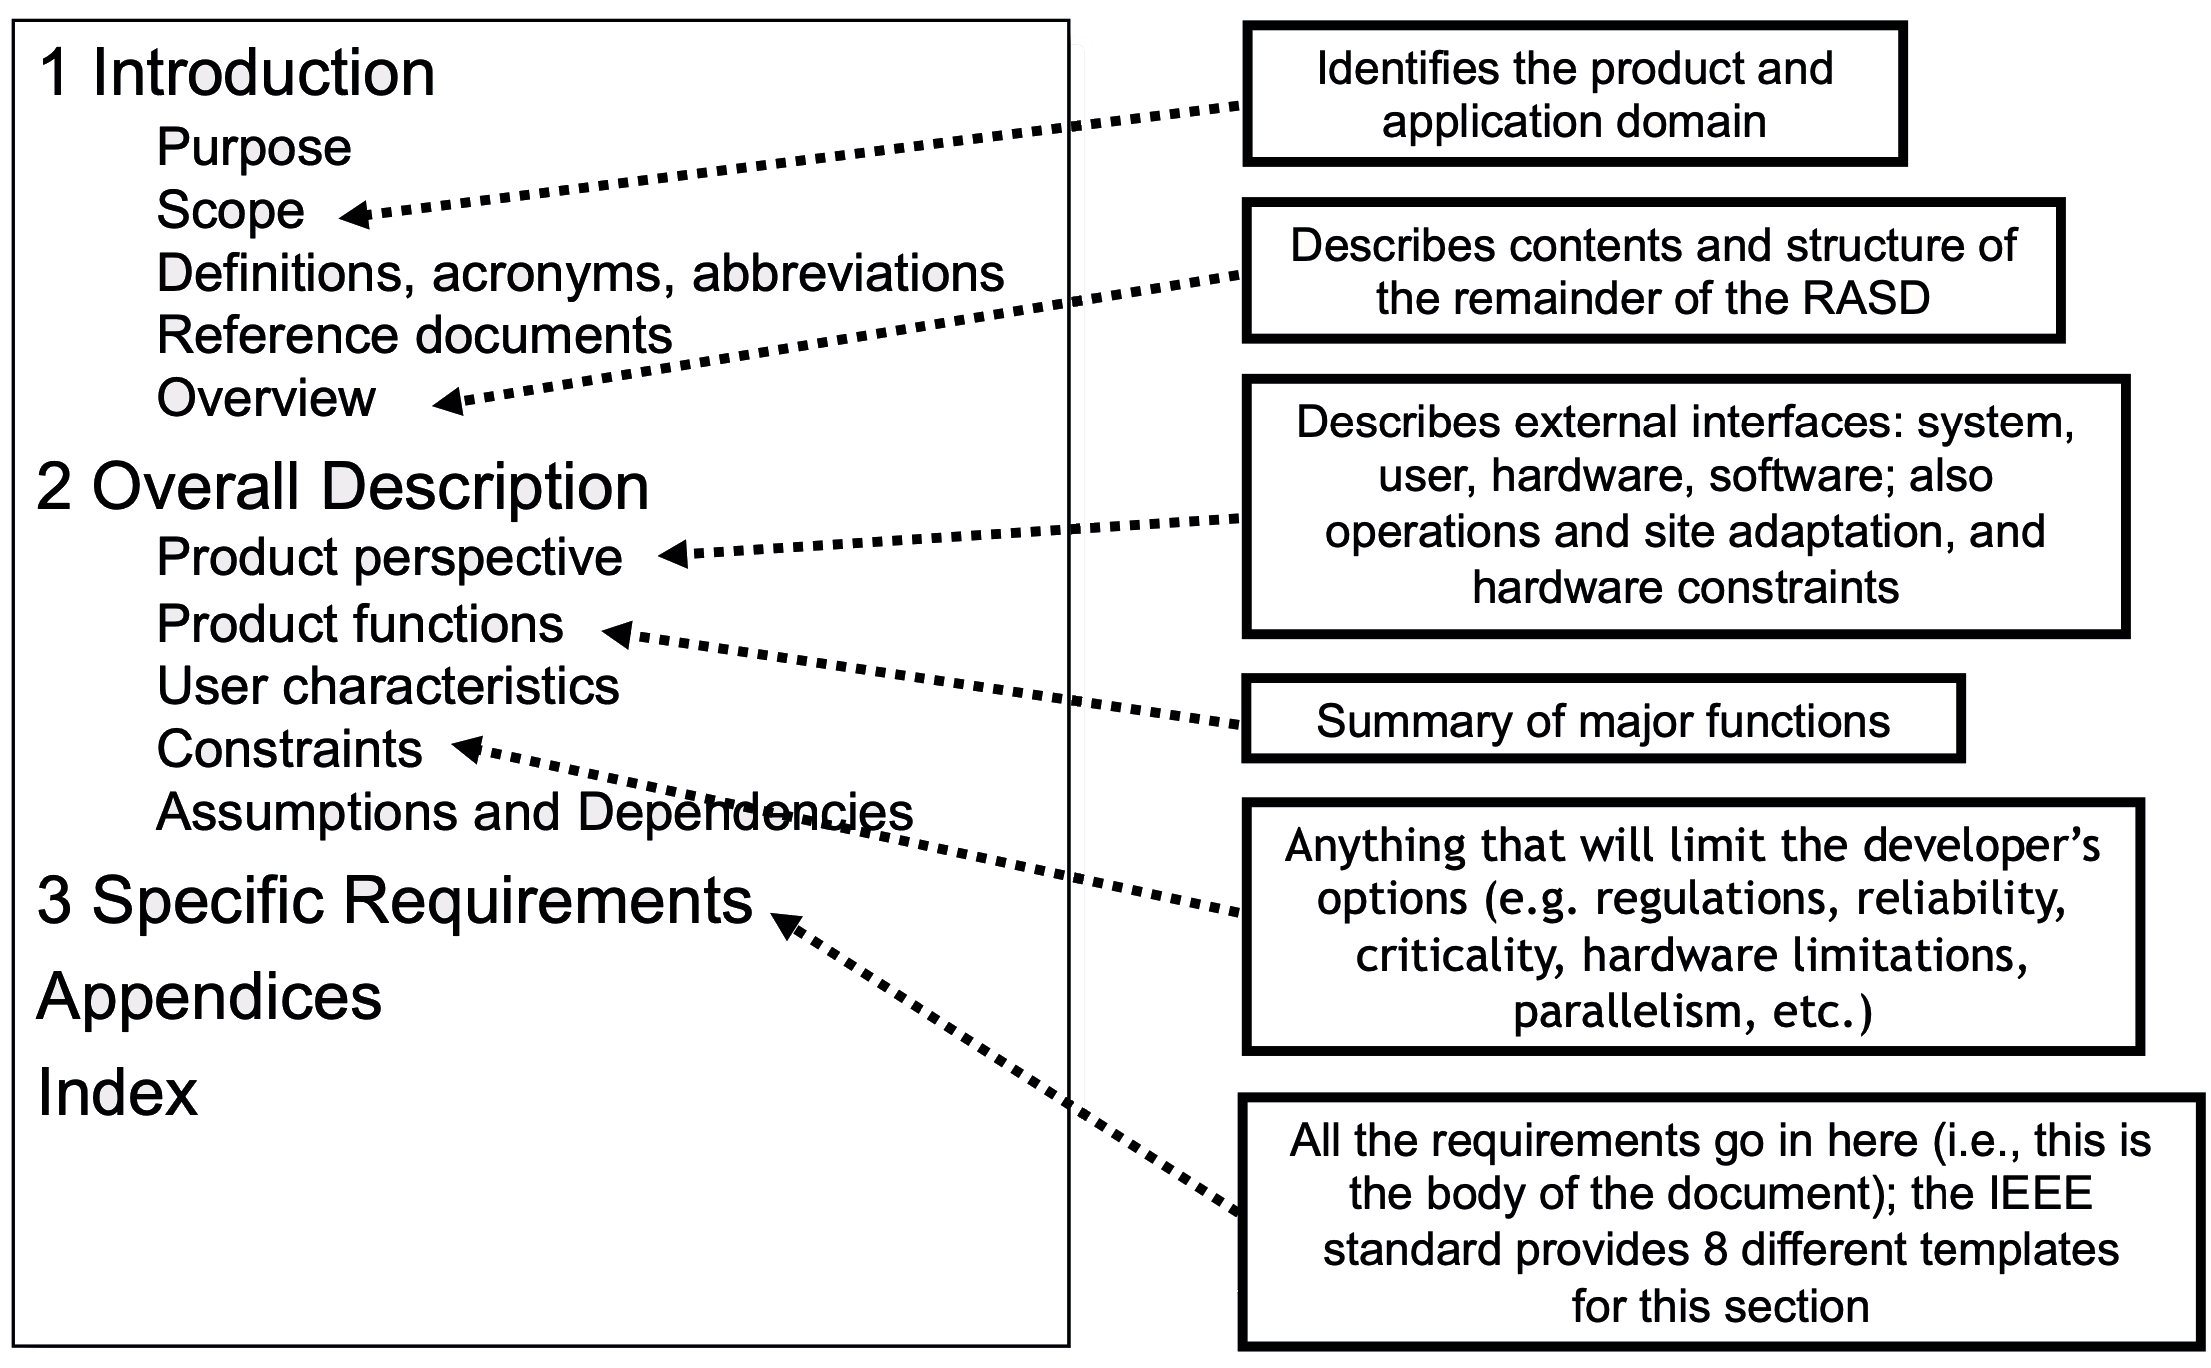 1 Introduction
Purpose
Scope
Definitions, acronyms, abbreviations
Reference documents
Overview
2 Overall Description
Product perspective
Product functions
User characteristics
Constraints
Assumptions and Dependencies
3 Specific Requirements
Appendices
Index
Identifies the product and
application domain
Describes contents and structure of
the remainder of the RASD
Describes external interfaces: system,
user, hardware, software; also
operations and site adaptation, and
hardware constraints
Summary of major functions
Anything that will limit the developer’s
options (e.g. regulations, reliability,
criticality, hardware limitations,
parallelism, etc.)
All the requirements go in here (i.e., this is
the body of the document); the IEEE
standard provides 8 different templates
for this section